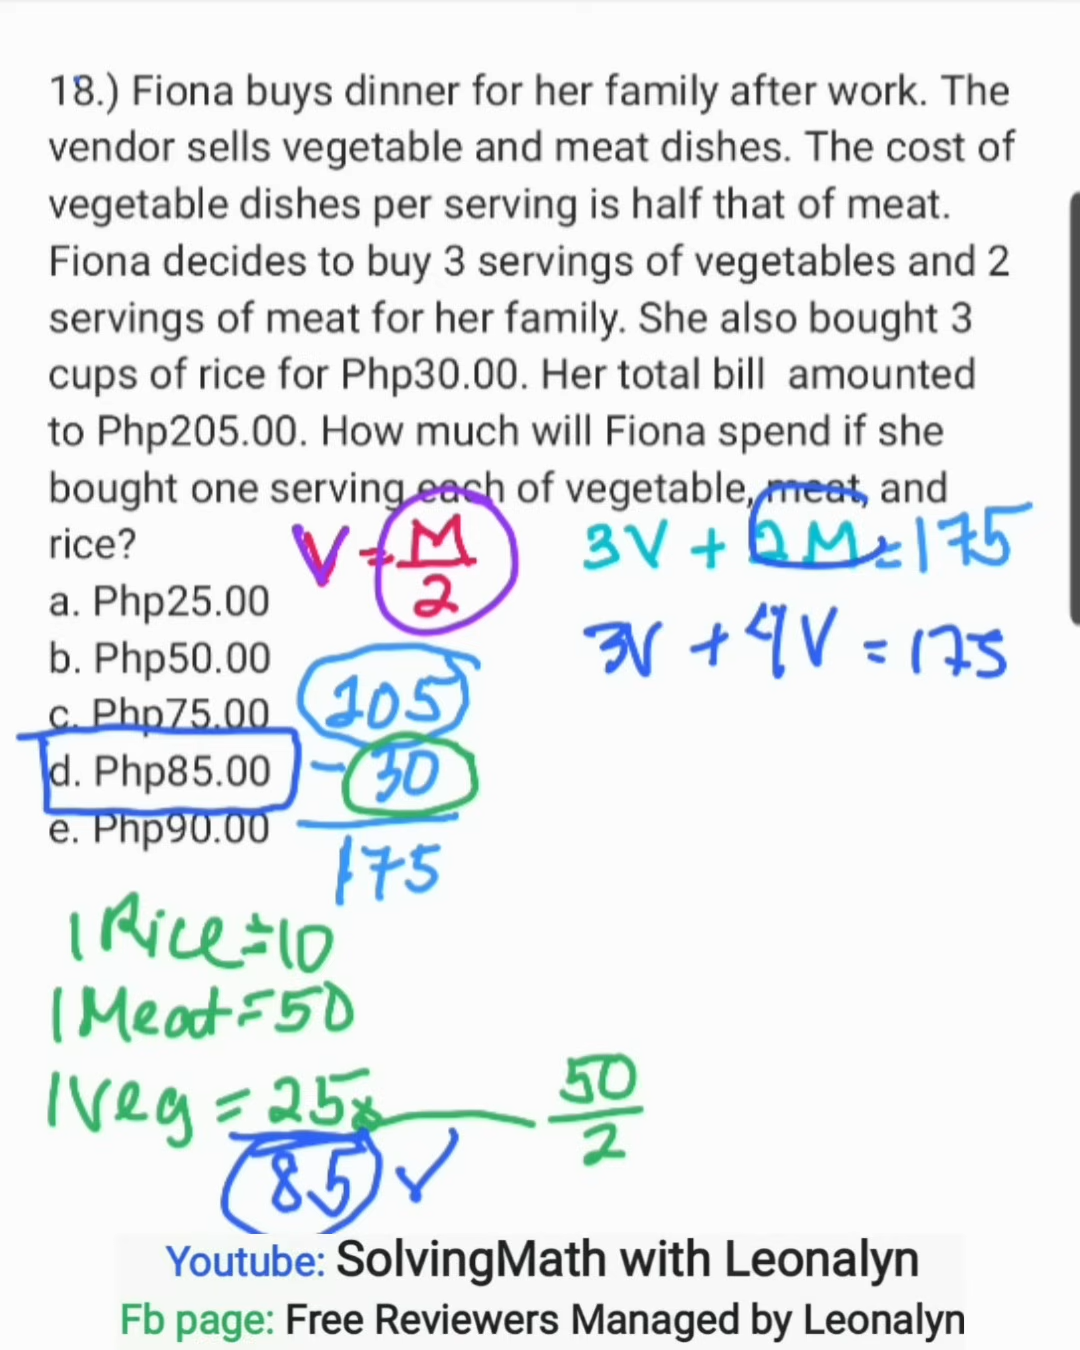 18.) Fiona buys dinner for her family after work. The
vendor sells vegetable and meat dishes. The cost of
vegetable dishes per serving is half that of meat.
Fiona decides to buy 3 servings of vegetables and 2
servings of meat for her family. She also bought 3
cups of rice for Php30.00. Her total bill amounted
to Php205.00. How much will Fiona spend if she
bought one serving each of vegetable, meat, and
rice?
V = M/2
3V + 2M = 175
a. Php25.00
3V + 4V = 175
b. Php50.00
c. Php75.00
205
d. Php85.00
- 30
e. Php90.00
175
1 Rice = 10
1 Meat = 50
1 Veg = 25
50/2
85 ✓
Youtube: SolvingMath with Leonalyn
Fb page: Free Reviewers Managed by Leonalyn